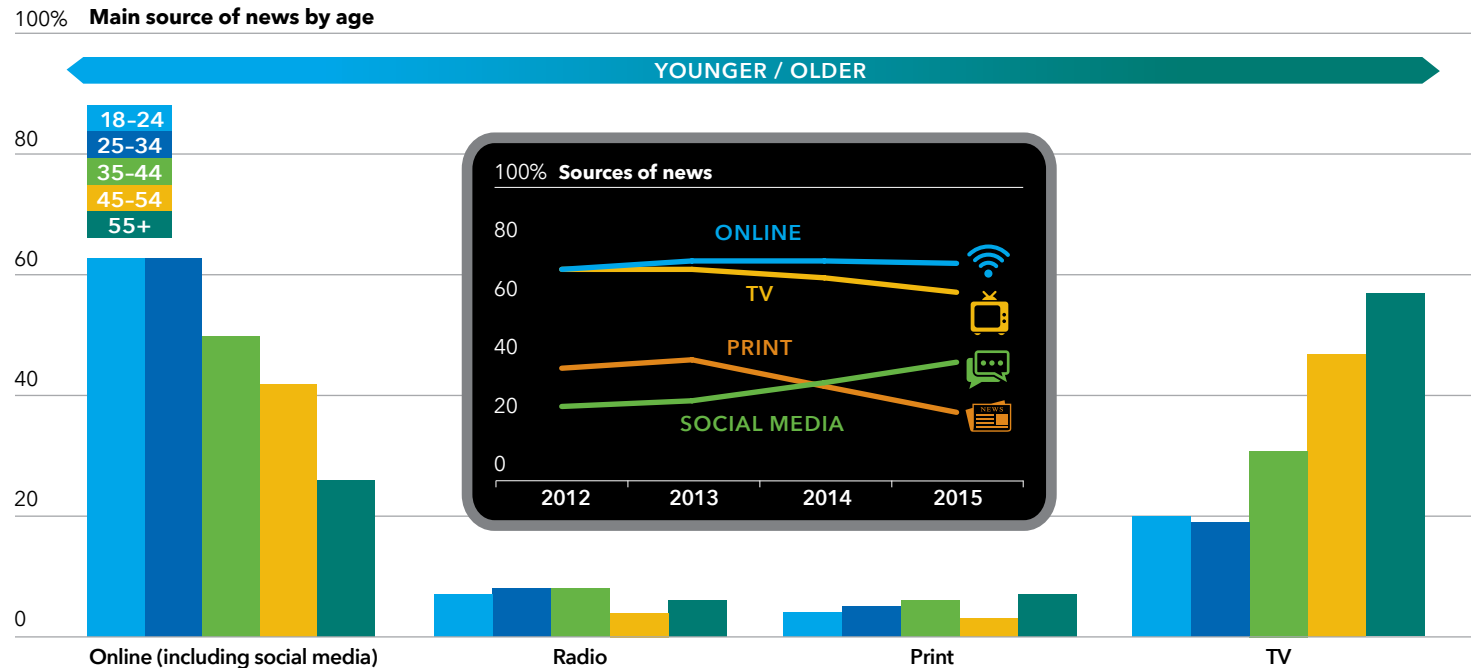 100% Main source of news by age
YOUNGER / OLDER
18-24
25-34
35-44
45-54
55+
80
60
40
20
0
100% Sources of news
80
60
40
20
0
ONLINE
TV
PRINT
SOCIAL MEDIA
NEWS
2012 2013 2014 2015
Online (including social media) Radio Print TV